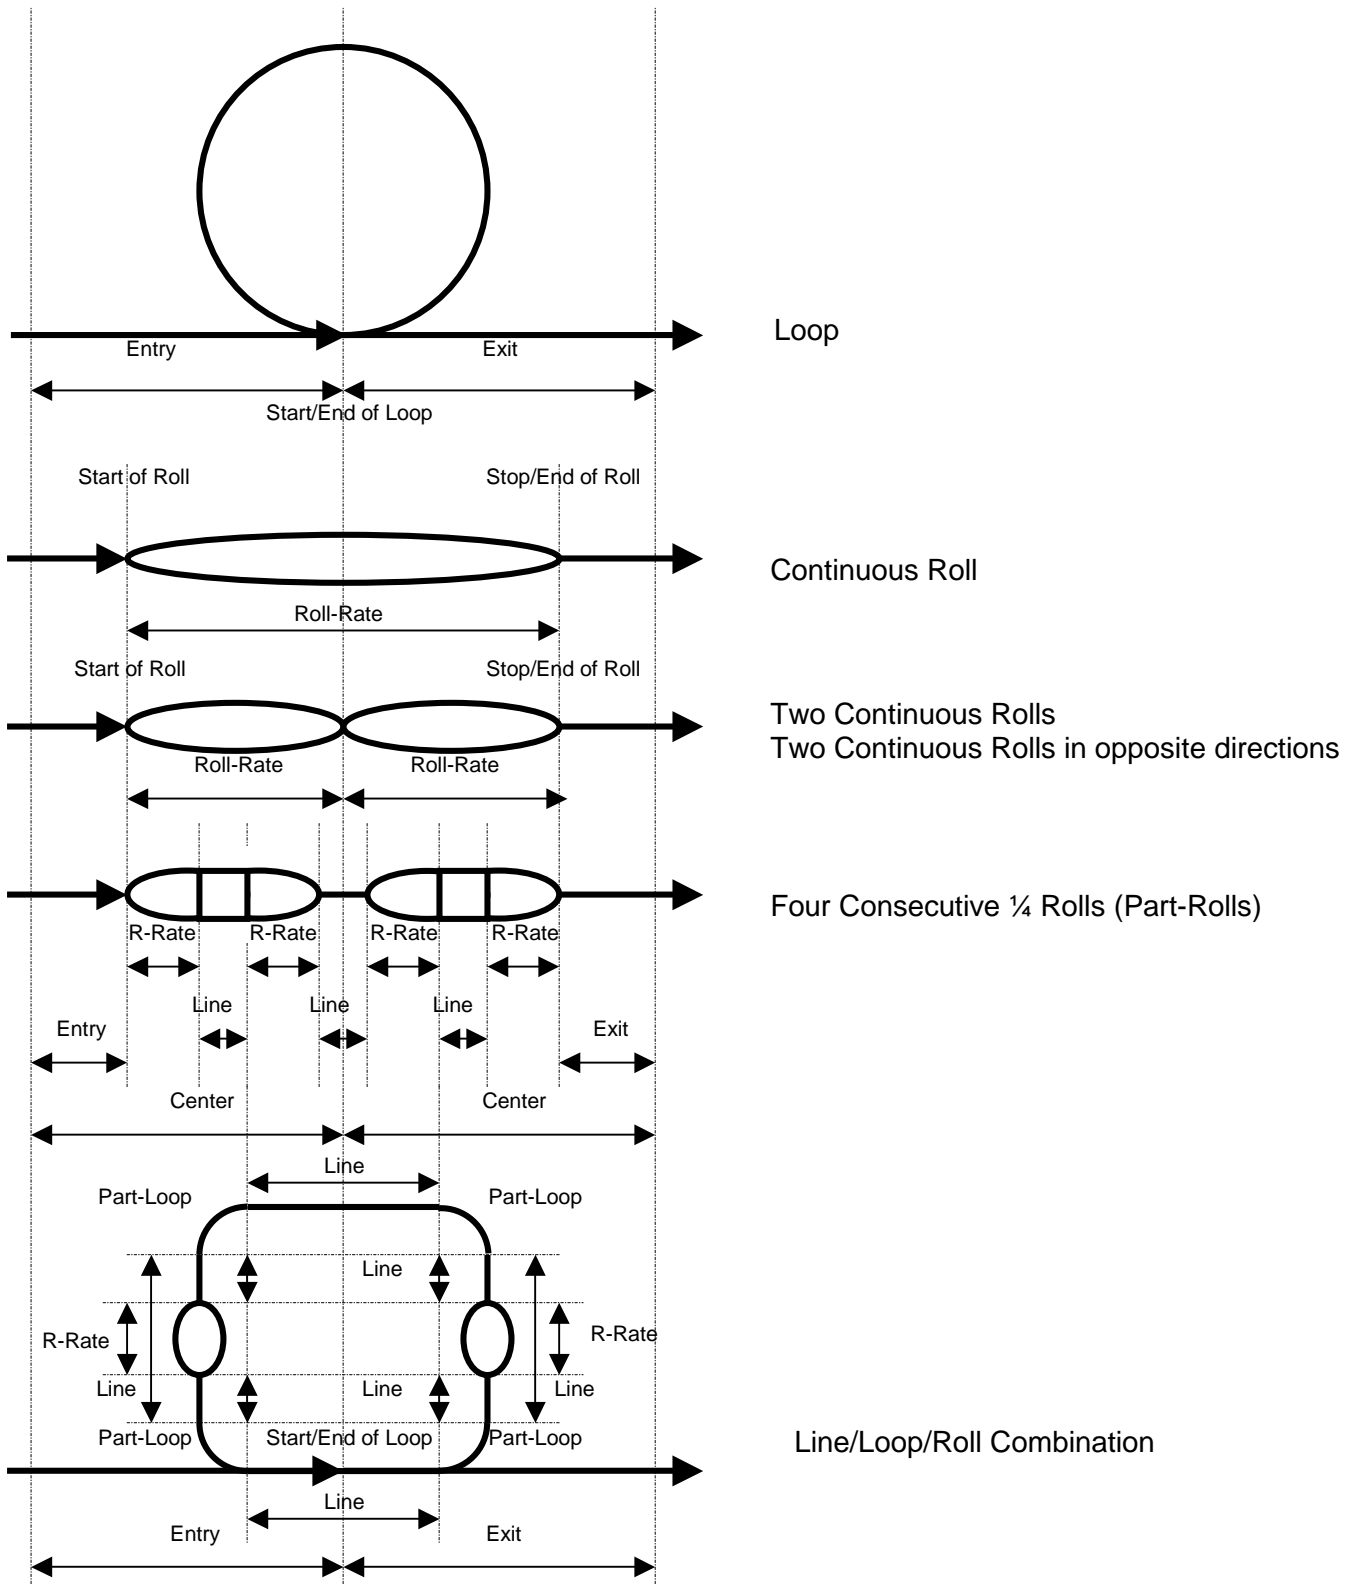 Loop
Entry Exit
Start/End of Loop
Start of Roll Stop/End of Roll
Continuous Roll
Roll-Rate
Start of Roll Stop/End of Roll
Two Continuous Rolls
Two Continuous Rolls in opposite directions
Roll-Rate Roll-Rate
Four Consecutive ¼ Rolls (Part-Rolls)
R-Rate R-Rate R-Rate R-Rate
Line Line Line
Entry Exit
Center Center
Line
Part-Loop Part-Loop
Line
R-Rate R-Rate
Line Line Line
Part-Loop Start/End of Loop Part-Loop
Line/Loop/Roll Combination
Line
Entry Exit